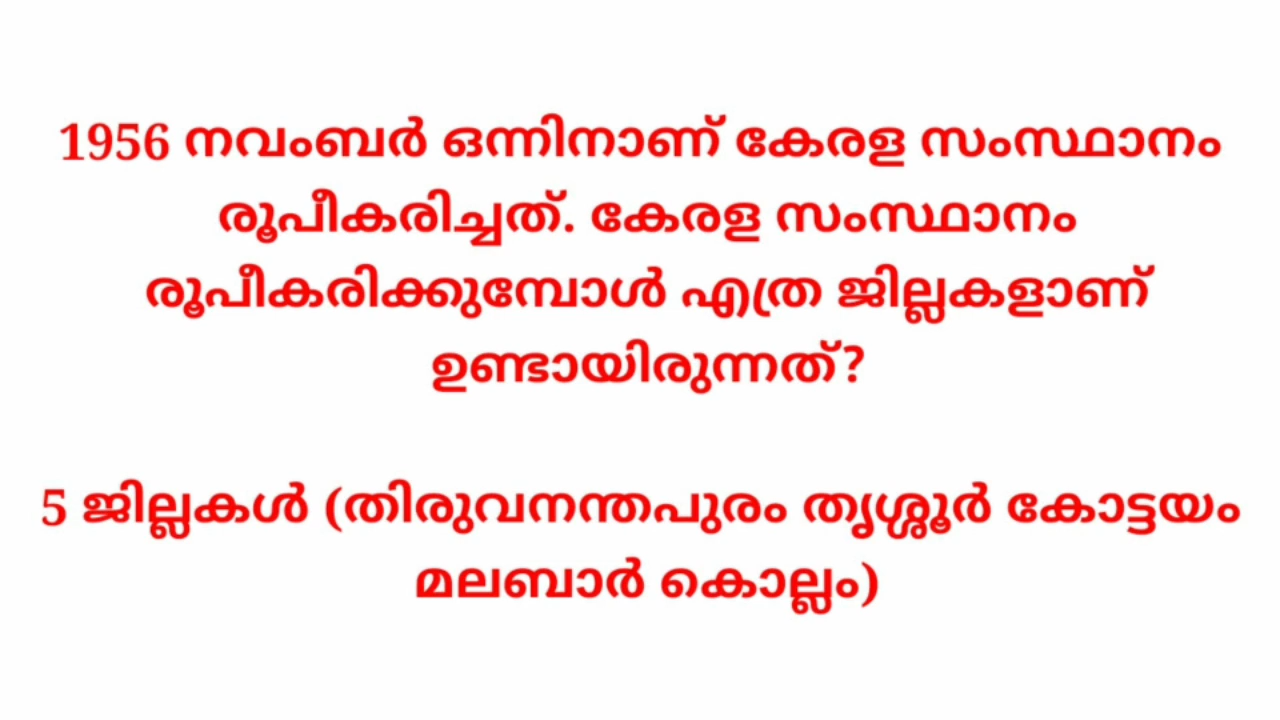 1956 നവംബർ ഒന്നിനാണ് കേരള സംസ്ഥാനം
രൂപീകരിച്ചത്. കേരള സംസ്ഥാനം
രൂപീകരിക്കുമ്പോൾ എത്ര ജില്ലകളാണ്
ഉണ്ടായിരുന്നത്?
5 ജില്ലകൾ (തിരുവനന്തപുരം തൃശ്ശൂർ കോട്ടയം
മലബാർ കൊല്ലം)